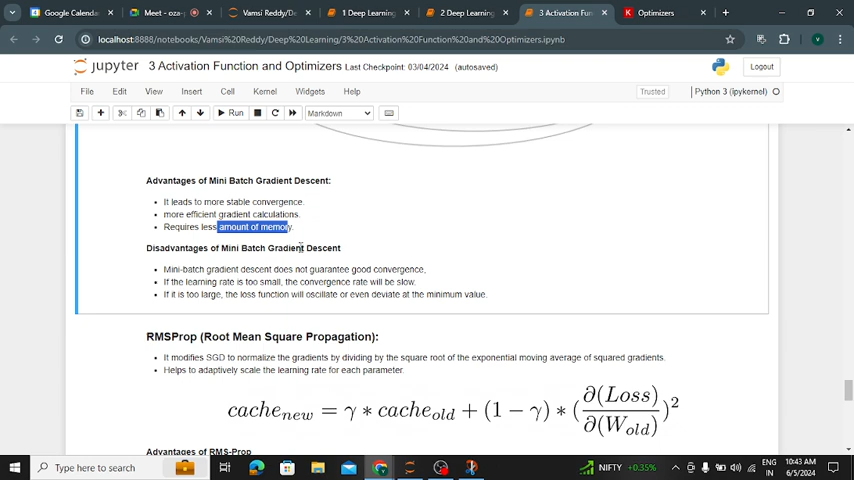 Google Calendar
Meet - oza-p
Vamsi Reddy/De
1 Deep Learning
2 Deep Learning
3 Activation Fun
Optimizers
localhost:8888/notebooks/Vamsi%20Reddy/Deep%20Learning/3%20Activation%20Function%20and%20Optimizers.ipynb
jupyter 3 Activation Function and Optimizers Last Checkpoint: 03/04/2024 (autosaved)
Logout
File Edit View Insert Cell Kernel Widgets Help
Trusted
Python 3 (ipykernel)
Run
Markdown
Advantages of Mini Batch Gradient Descent:
• It leads to more stable convergence.
• more efficient gradient calculations.
• Requires less amount of memory.
Disadvantages of Mini Batch Gradient Descent
• Mini-batch gradient descent does not guarantee good convergence,
• If the learning rate is too small, the convergence rate will be slow.
• If it is too large, the loss function will oscillate or even deviate at the minimum value.
RMSProp (Root Mean Square Propagation):
• It modifies SGD to normalize the gradients by dividing by the square root of the exponential moving average of squared gradients.
• Helps to adaptively scale the learning rate for each parameter.
cache_new = γ * cache_old + (1 − γ) * (∂(Loss)/∂(W_old))^2
Advantages of RMS-Prop
Type here to search
NIFTY +0.35%
ENG
IN
10:43 AM
6/5/2024